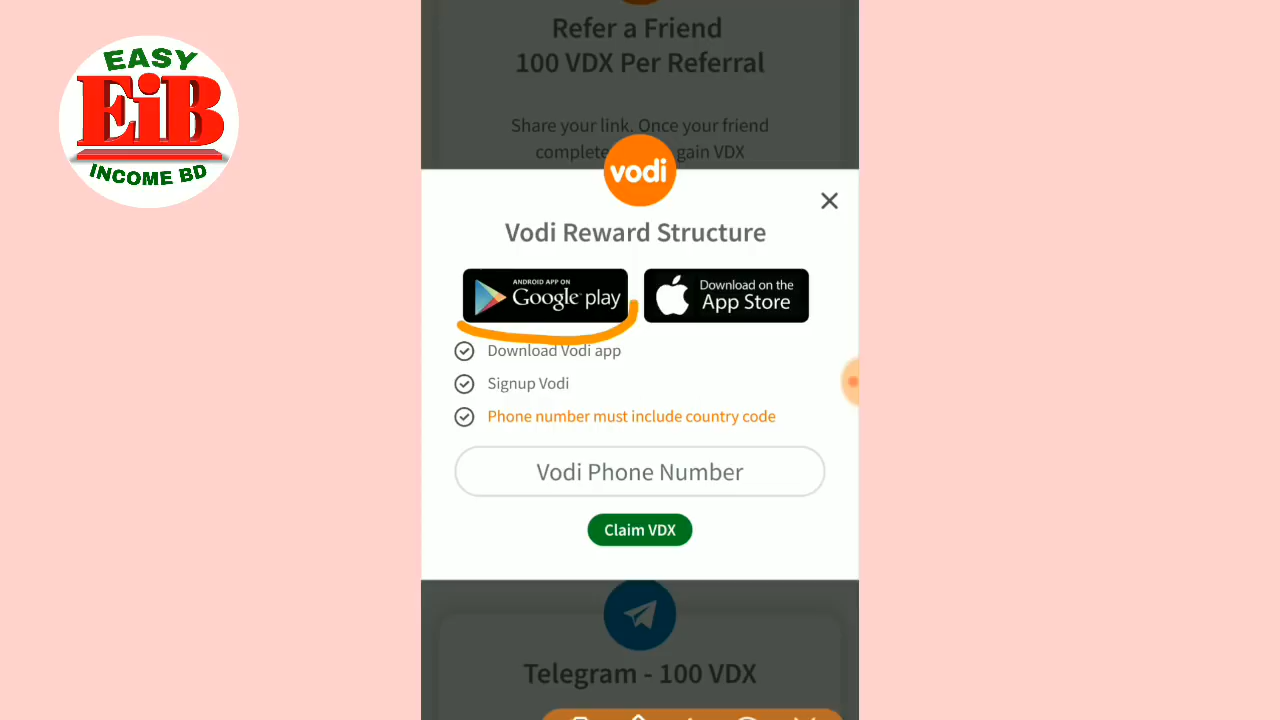 EASY
EiB
INCOME BD
Refer a Friend
100 VDX Per Referral
Share your link. Once your friend
complete gain VDX
vodi
Vodi Reward Structure
ANDROID APP ON
Google play
Download on the
App Store
Download Vodi app
Signup Vodi
Phone number must include country code
Vodi Phone Number
Claim VDX
Telegram - 100 VDX